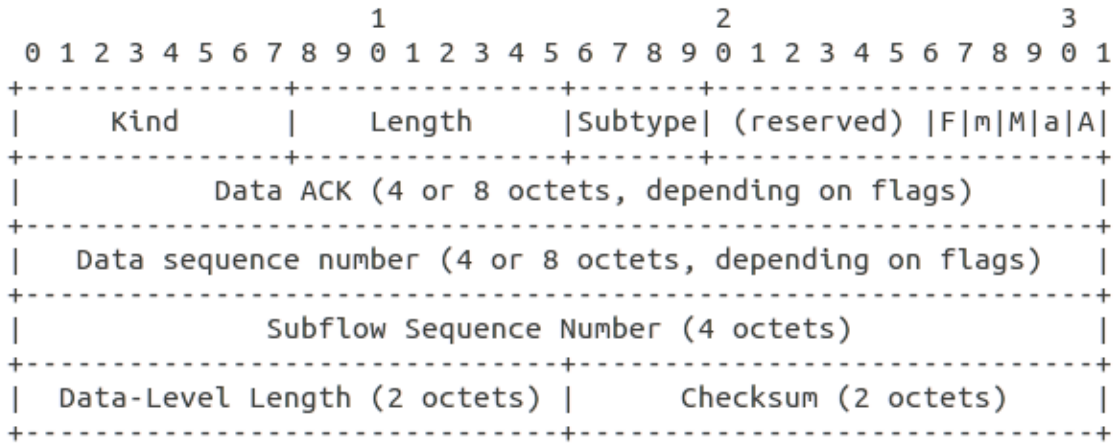 1                   2                   3
 0 1 2 3 4 5 6 7 8 9 0 1 2 3 4 5 6 7 8 9 0 1 2 3 4 5 6 7 8 9 0 1
+---------------+---------------+-------+----------------------+
|     Kind      |    Length     |Subtype| (reserved) |F|m|M|a|A|
+---------------+---------------+-------+----------------------+
|           Data ACK (4 or 8 octets, depending on flags)       |
+--------------------------------------------------------------+
|   Data sequence number (4 or 8 octets, depending on flags)   |
+--------------------------------------------------------------+
|              Subflow Sequence Number (4 octets)              |
+-------------------------------+------------------------------+
|  Data-Level Length (2 octets) |      Checksum (2 octets)     |
+-------------------------------+------------------------------+